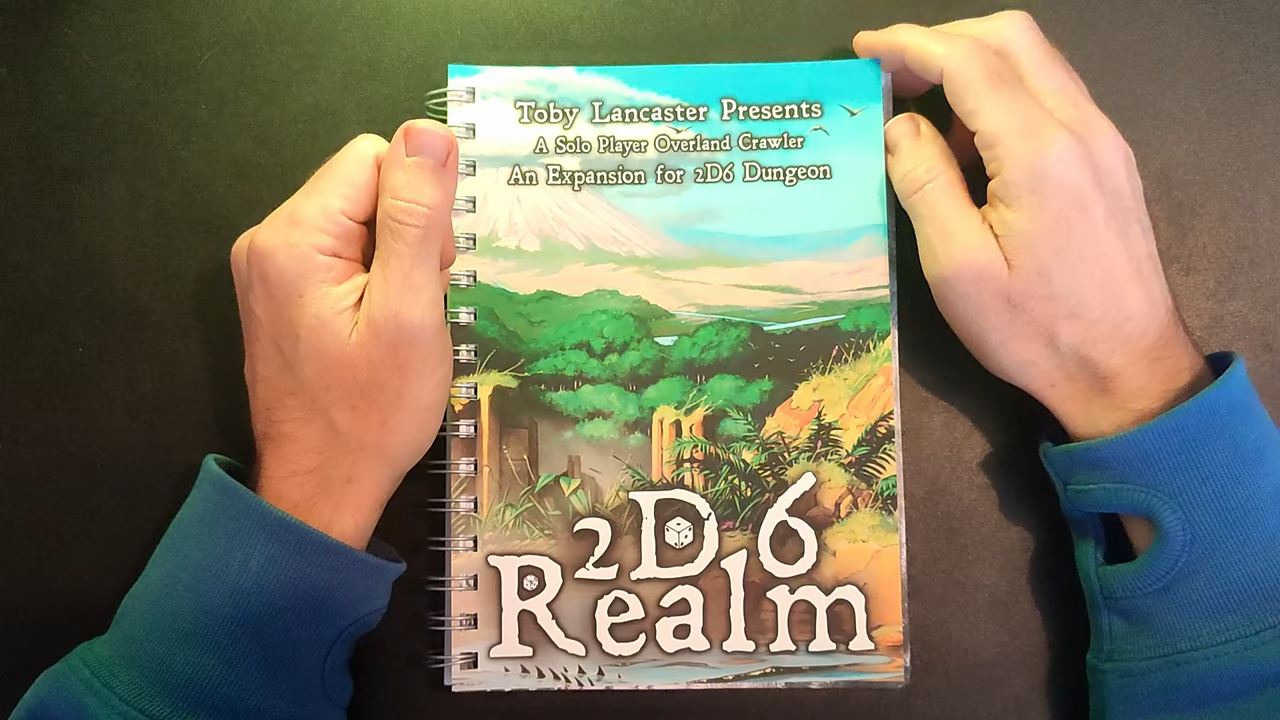 Toby Lancaster Presents
A Solo Player Overland Crawler
An Expansion for 2D6 Dungeon
2D6
Realm